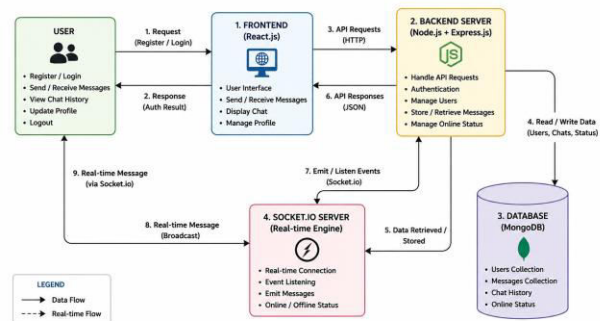 USER
• Register / Login
• Send / Receive Messages
• View Chat History
• Update Profile
• Logout
1. Request
(Register / Login)
2. Response
(Auth Result)
1. FRONTEND
(React.js)
• User Interface
• Send / Receive Messages
• Display Chat
• Manage Profile
3. API Requests
(HTTP)
6. API Responses
(JSON)
2. BACKEND SERVER
(Node.js + Express.js)
JS
• Handle API Requests
• Authentication
• Manage Users
• Store / Retrieve Messages
• Manage Online Status
4. Read / Write Data
(Users, Chats, Status)
9. Real-time Message
(via Socket.io)
7. Emit / Listen Events
(Socket.io)
8. Real-time Message
(Broadcast)
4. SOCKET.IO SERVER
(Real-time Engine)
• Real-time Connection
• Event Listening
• Emit Messages
• Online / Offline Status
5. Data Retrieved /
Stored
3. DATABASE
(MongoDB)
• Users Collection
• Messages Collection
• Chat History
• Online Status
LEGEND
Data Flow
Real-time Flow